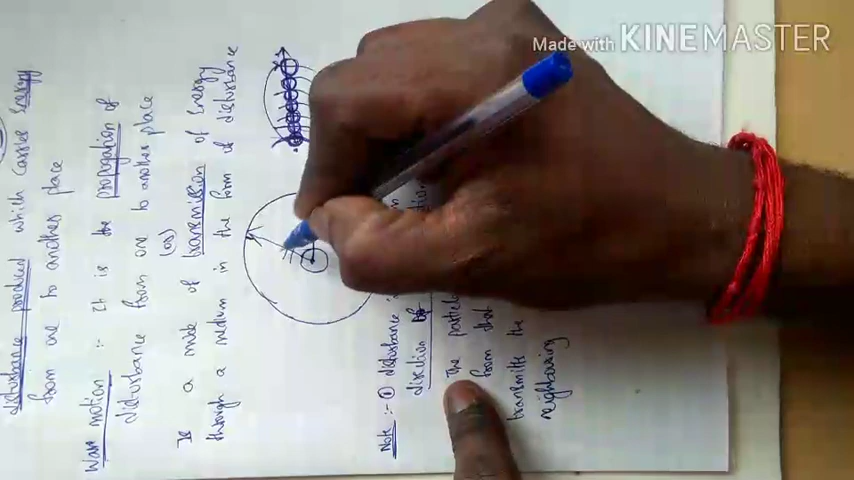 disturbance produced which carries Energy
from one to another place
Wave motion :- It is the propagation of
disturbance from one to another place
(or)
is a mode of transmission of Energy
through a medium in the form of disturbance
Note :- ① disturbance
direction
The particle
from that
transmitts the
neighbouring
Made with KINEMASTER